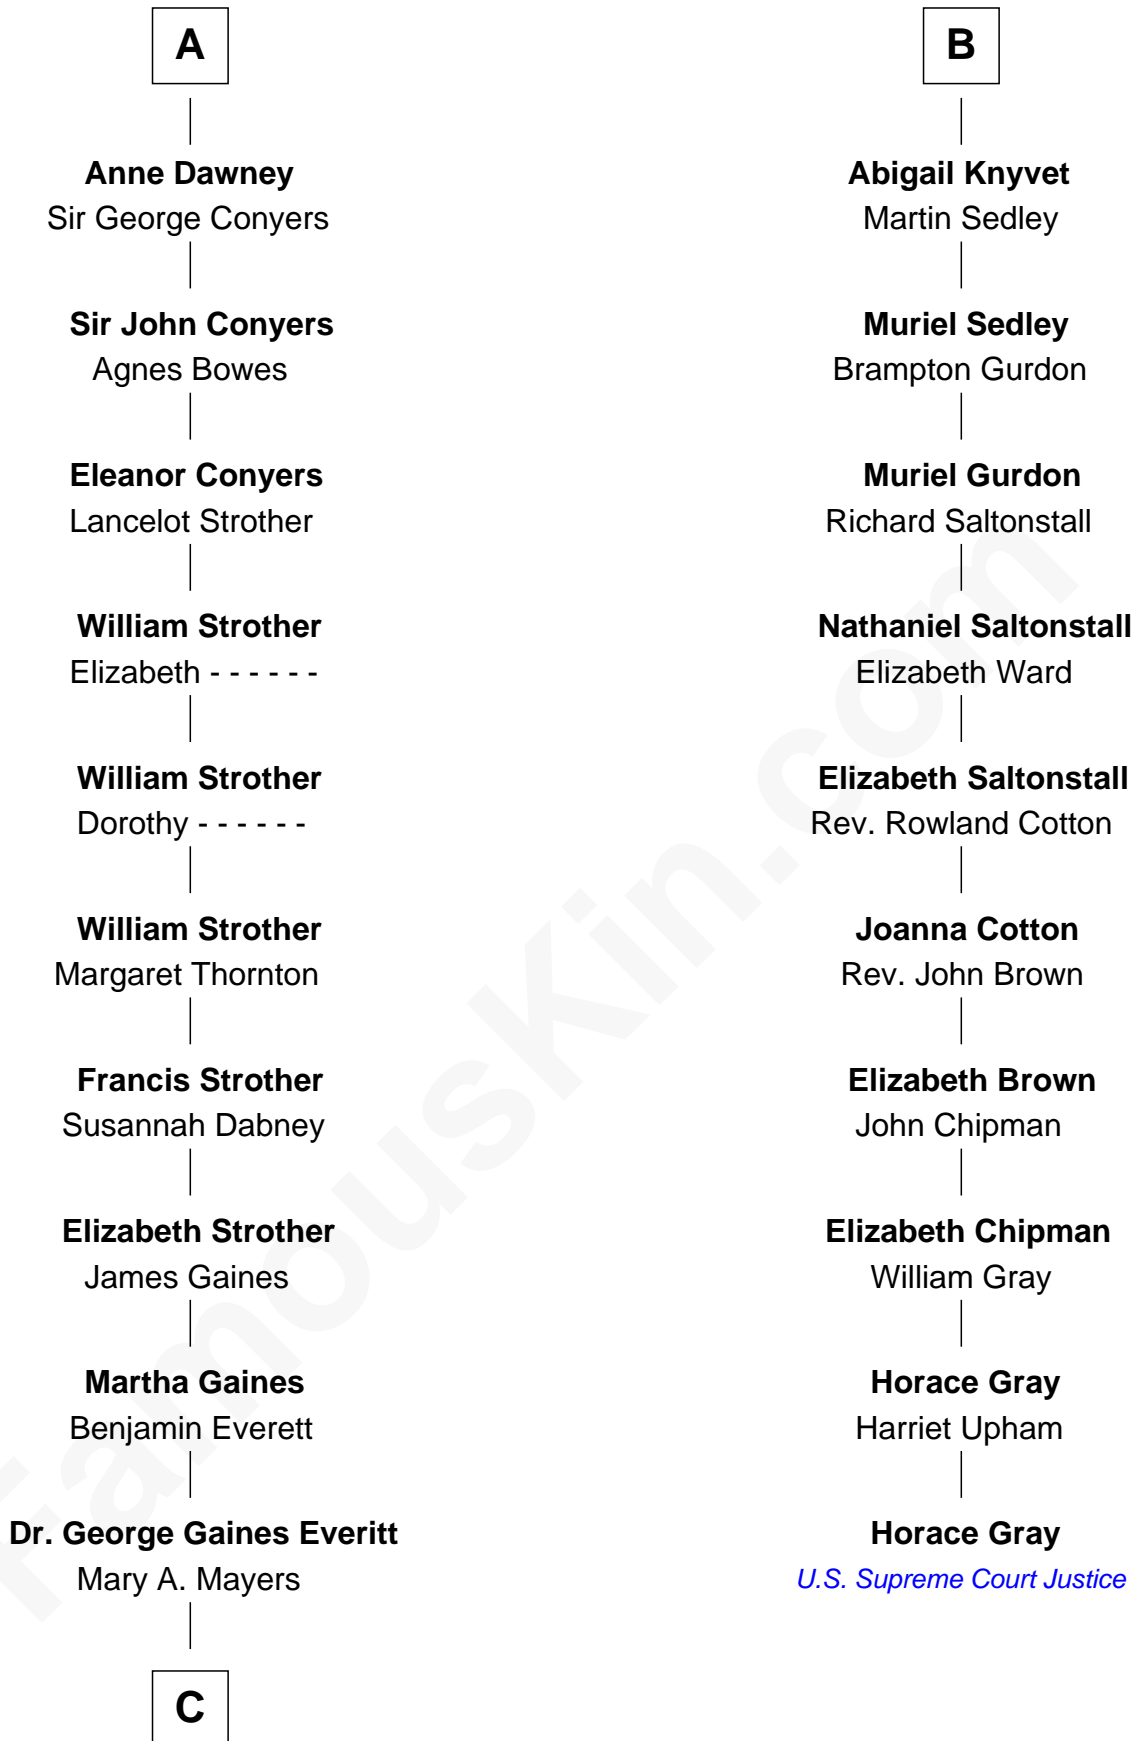 A
Anne Dawney
Sir George Conyers
Sir John Conyers
Agnes Bowes
Eleanor Conyers
Lancelot Strother
William Strother
Elizabeth - - - - - -
William Strother
Dorothy - - - - - -
William Strother
Margaret Thornton
Francis Strother
Susannah Dabney
Elizabeth Strother
James Gaines
Martha Gaines
Benjamin Everett
Dr. George Gaines Everitt
Mary A. Mayers
C
B
Abigail Knyvet
Martin Sedley
Muriel Sedley
Brampton Gurdon
Muriel Gurdon
Richard Saltonstall
Nathaniel Saltonstall
Elizabeth Ward
Elizabeth Saltonstall
Rev. Rowland Cotton
Joanna Cotton
Rev. John Brown
Elizabeth Brown
John Chipman
Elizabeth Chipman
William Gray
Horace Gray
Harriet Upham
Horace Gray
U.S. Supreme Court Justice
FamousKin.com